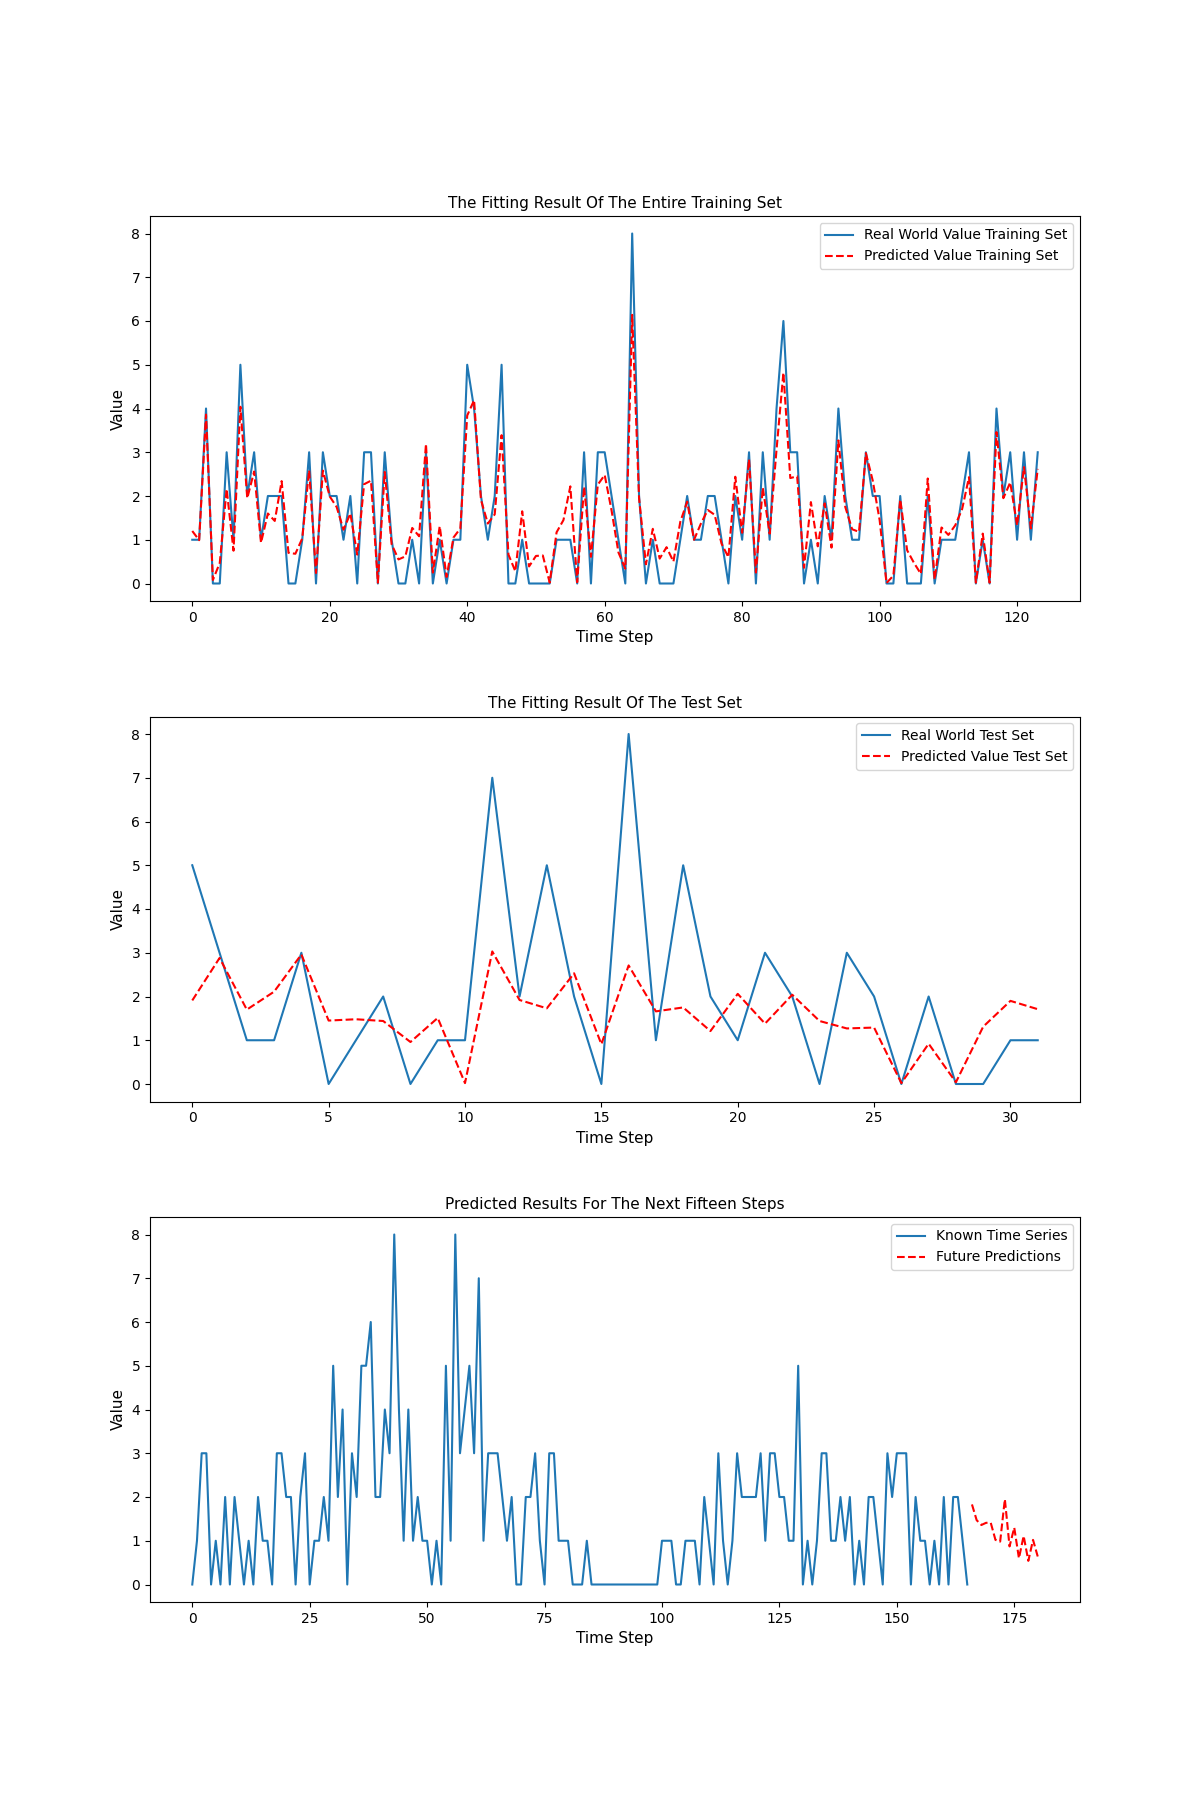 The Fitting Result Of The Entire Training Set
Real World Value Training Set
Predicted Value Training Set
8
7
6
5
4
3
2
1
0
Value
0 20 40 60 80 100 120
Time Step
The Fitting Result Of The Test Set
Real World Test Set
Predicted Value Test Set
8
7
6
5
4
3
2
1
0
Value
0 5 10 15 20 25 30
Time Step
Predicted Results For The Next Fifteen Steps
Known Time Series
Future Predictions
8
7
6
5
4
3
2
1
0
Value
0 25 50 75 100 125 150 175
Time Step